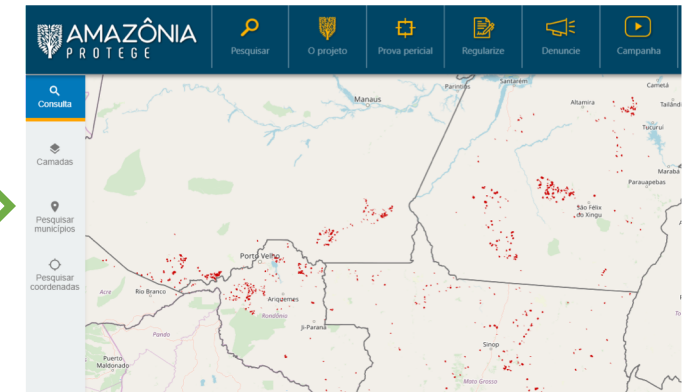 AMAZÔNIA
PROTEGE
Pesquisar
O projeto
Prova pericial
Regularize
Denuncie
Campanha
Consulta
Camadas
Pesquisar
municípios
Pesquisar
coordenadas
Manaus
Parintins
Santarém
Altamira
Cametá
Tailând
Tucuruí
Marabá
Parauapebas
São Félix
do Xingu
Porto Velho
Acre
Rio Branco
Ariquemes
Rondônia
Ji-Paraná
Pando
Puerto
Maldonado
Sinop
Mato Grosso
To